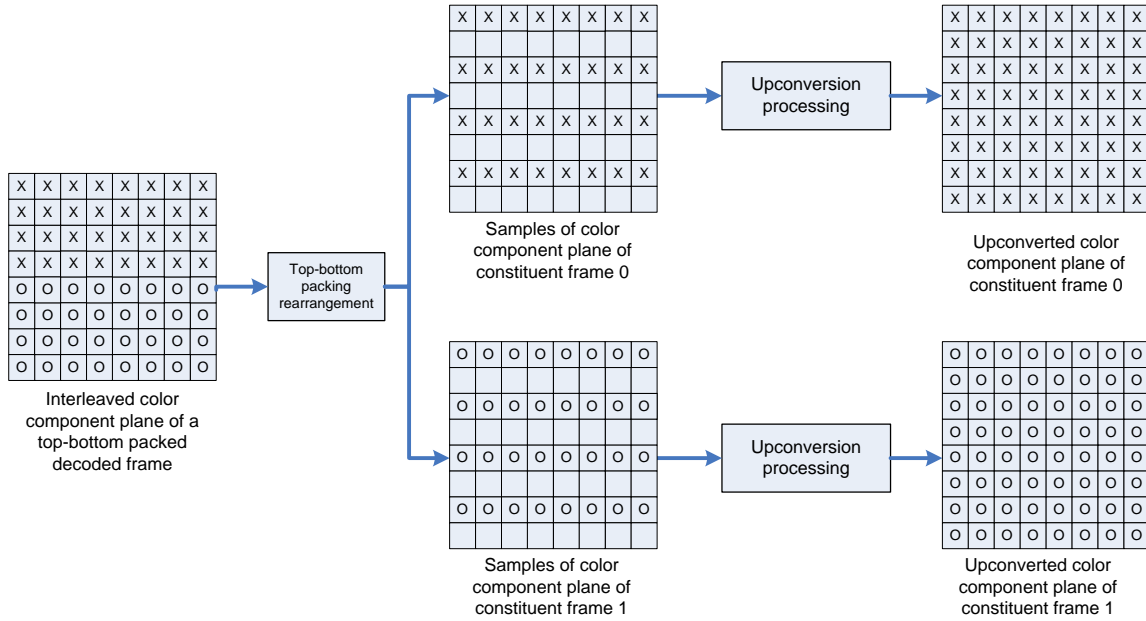 X X X X X X X X
X X X X X X X X
X X X X X X X X
X X X X X X X X
O O O O O O O O
O O O O O O O O
O O O O O O O O
O O O O O O O O
Interleaved color
component plane of a
top-bottom packed
decoded frame
Top-bottom
packing
rearrangement
X X X X X X X X
X X X X X X X X
X X X X X X X X
X X X X X X X X
Samples of color
component plane of
constituent frame 0
Upconversion
processing
X X X X X X X X
X X X X X X X X
X X X X X X X X
X X X X X X X X
X X X X X X X X
X X X X X X X X
X X X X X X X X
X X X X X X X X
Upconverted color
component plane of
constituent frame 0
O O O O O O O O
O O O O O O O O
O O O O O O O O
O O O O O O O O
Samples of color
component plane of
constituent frame 1
Upconversion
processing
O O O O O O O O
O O O O O O O O
O O O O O O O O
O O O O O O O O
O O O O O O O O
O O O O O O O O
O O O O O O O O
O O O O O O O O
Upconverted color
component plane of
constituent frame 1